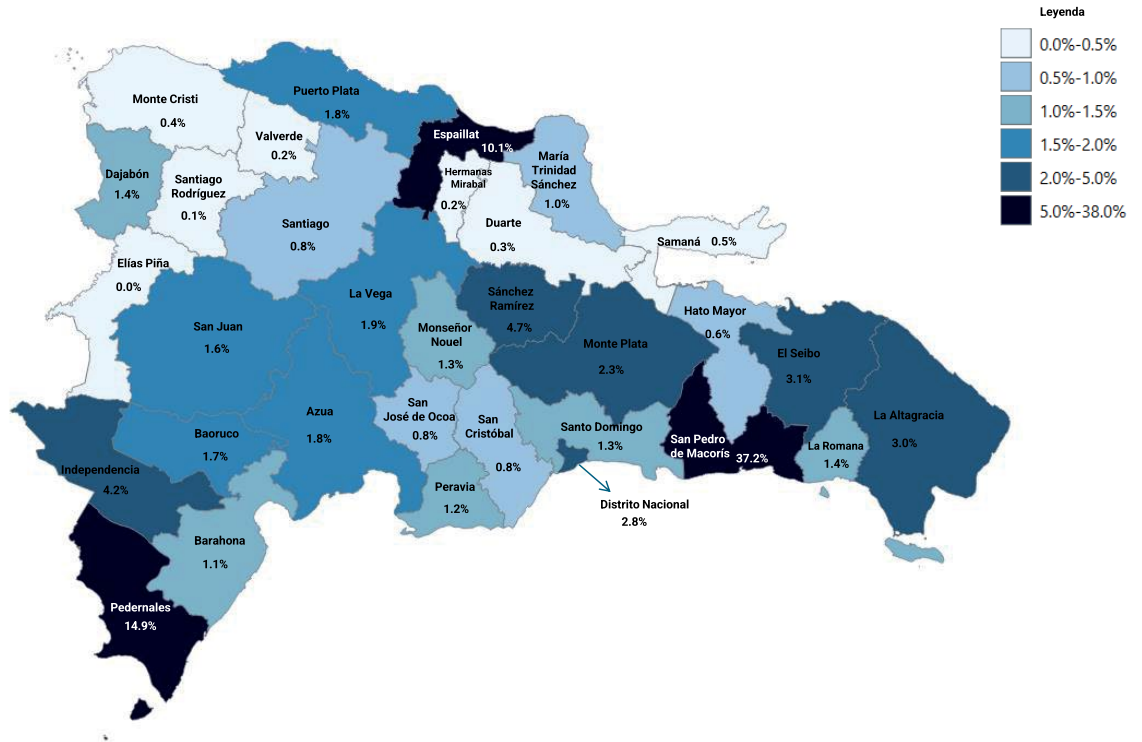 Leyenda
0.0%-0.5%
0.5%-1.0%
1.0%-1.5%
1.5%-2.0%
2.0%-5.0%
5.0%-38.0%
Monte Cristi
0.4%
Puerto Plata
1.8%
Valverde
0.2%
Espaillat
10.1%
Dajabón
1.4%
Santiago
Rodríguez
0.1%
Hermanas
Mirabal
0.2%
María
Trinidad
Sánchez
1.0%
Santiago
0.8%
Duarte
0.3%
Samaná 0.5%
Elías Piña
0.0%
La Vega
1.9%
Sánchez
Ramírez
4.7%
San Juan
1.6%
Monseñor
Nouel
1.3%
Hato Mayor
0.6%
Monte Plata
2.3%
El Seibo
3.1%
Azua
1.8%
San
José de Ocoa
0.8%
San
Cristóbal
0.8%
La Altagracia
3.0%
Baoruco
1.7%
Santo Domingo
1.3%
San Pedro
de Macorís 37.2%
La Romana
1.4%
Independencia
4.2%
Peravia
1.2%
Distrito Nacional
2.8%
Barahona
1.1%
Pedernales
14.9%